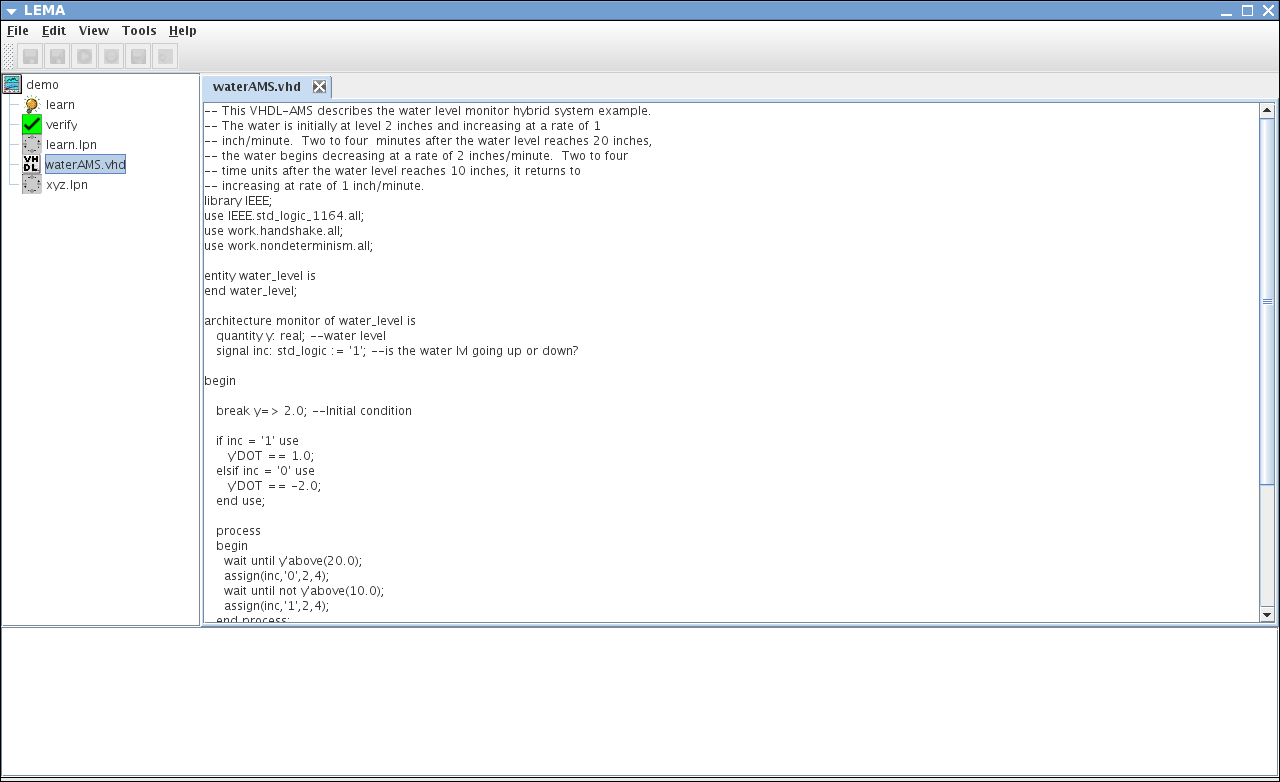 LEMA
File Edit View Tools Help
demo
learn
verify
learn.lpn
VHDL waterAMS.vhd
xyz.lpn
waterAMS.vhd
-- This VHDL-AMS describes the water level monitor hybrid system example.
-- The water is initially at level 2 inches and increasing at a rate of 1
-- inch/minute.  Two to four  minutes after the water level reaches 20 inches,
-- the water begins decreasing at a rate of 2 inches/minute.  Two to four
-- time units after the water level reaches 10 inches, it returns to
-- increasing at rate of 1 inch/minute.
library IEEE;
use IEEE.std_logic_1164.all;
use work.handshake.all;
use work.nondeterminism.all;
entity water_level is
end water_level;
architecture monitor of water_level is
quantity y: real; --water level
signal inc: std_logic := '1'; --is the water lvl going up or down?
begin
break y=> 2.0; --Initial condition
if inc = '1' use
y'DOT == 1.0;
elsif inc = '0' use
y'DOT == -2.0;
end use;
process
begin
wait until y'above(20.0);
assign(inc,'0',2,4);
wait until not y'above(10.0);
assign(inc,'1',2,4);
end process;